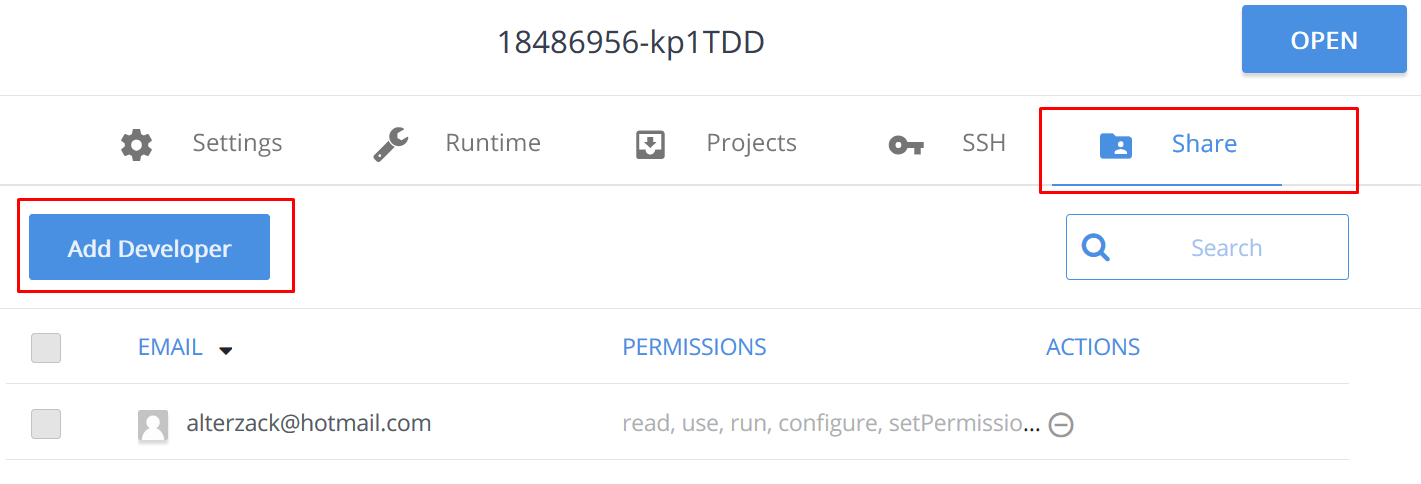 18486956-kp1TDD
OPEN
Settings Runtime Projects SSH Share
Add Developer Search
EMAIL PERMISSIONS ACTIONS
alterzack@hotmail.com read, use, run, configure, setPermissio...